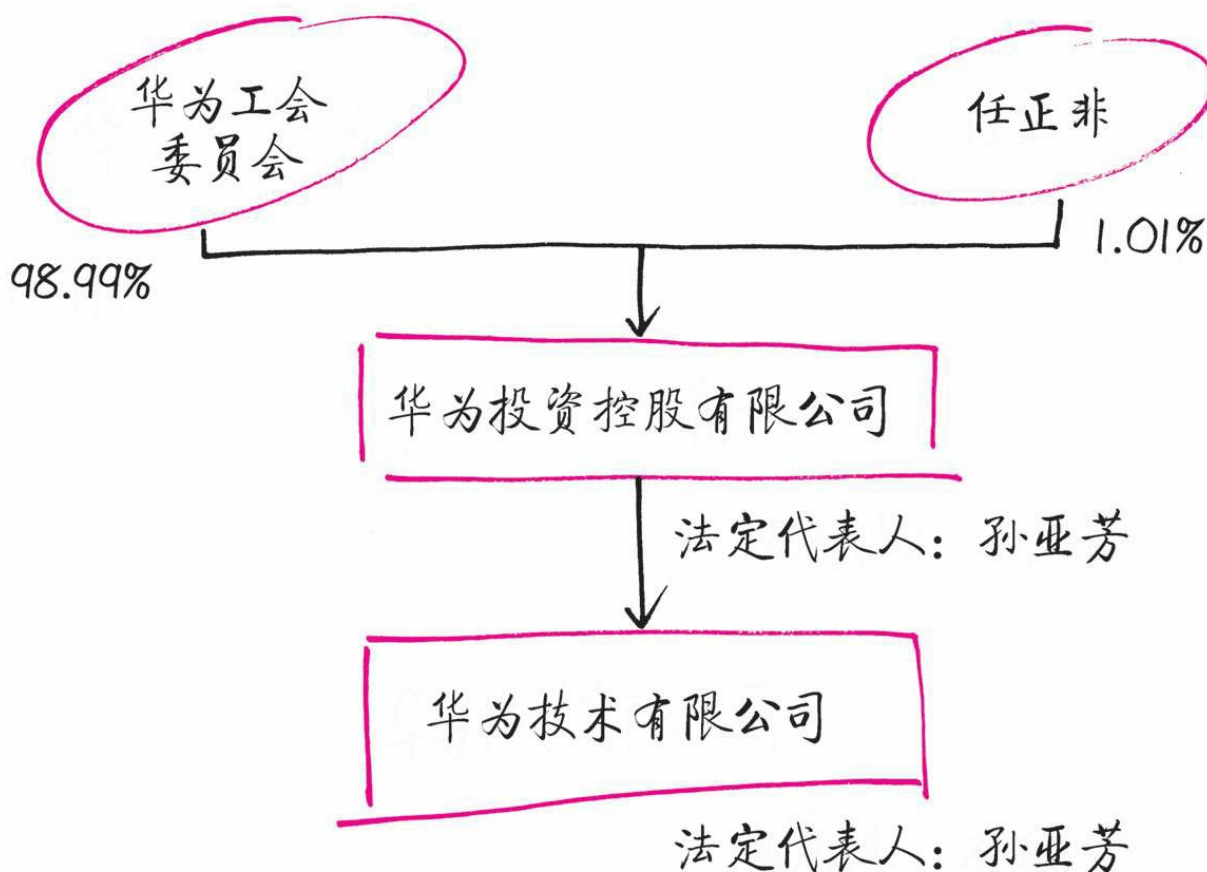 华为工会
委员会
任正非
98.99%
1.01%
华为投资控股有限公司
法定代表人：孙亚芳
华为技术有限公司
法定代表人：孙亚芳